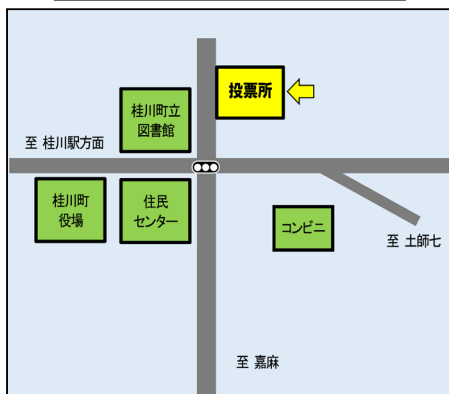 投票所
桂川町立
図書館
至 桂川駅方面
桂川町
役場
住民
センター
コンビニ
至 土師七
至 嘉麻